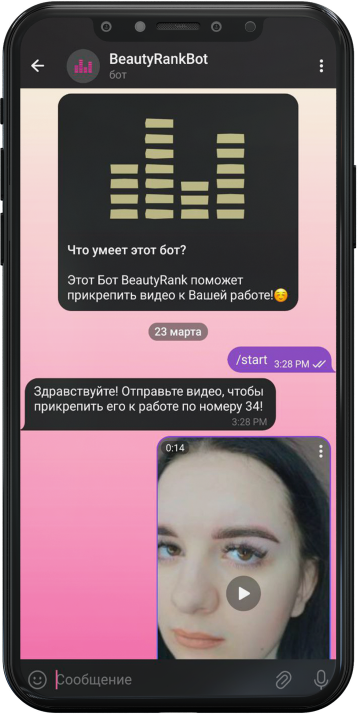 BeautyRankBot
бот
Что умеет этот бот?
Этот Бот BeautyRank поможет
прикрепить видео к Вашей работе!☺️
23 марта
/start 3:28 PM
Здравствуйте! Отправьте видео, чтобы
прикрепить его к работе по номеру 34!
3:28 PM
0:14
Сообщение